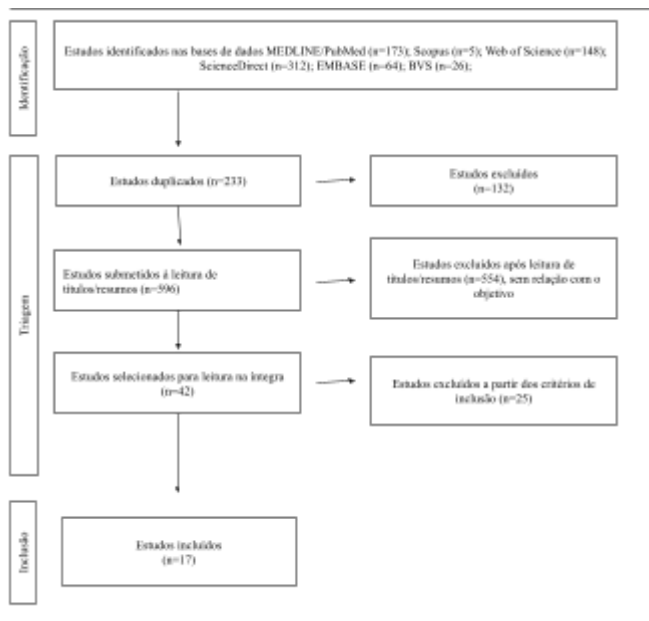 Identificação
Estudos identificados nas bases de dados MEDLINE/PubMed (n=173); Scopus (n=5); Web of Science (n=148);
ScienceDirect (n=312); EMBASE (n=64); BVS (n=26);
Triagem
Estudos duplicados (n=233)
Estudos excluídos
(n=132)
Estudos submetidos á leitura de
títulos/resumos (n=596)
Estudos excluídos após leitura de
títulos/resumos (n=554), sem relação com o
objetivo
Estudos selecionados para leitura na íntegra
(n=42)
Estudos excluídos a partir dos critérios de
inclusão (n=25)
Inclusão
Estudos incluídos
(n=17)